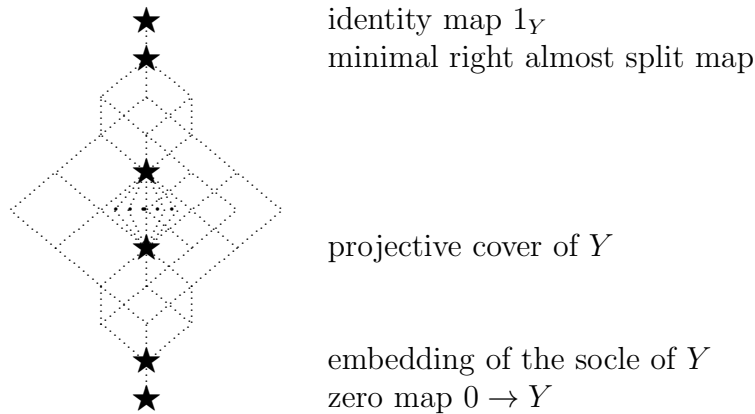 identity map 1_Y
minimal right almost split map
projective cover of Y
embedding of the socle of Y
zero map 0 → Y